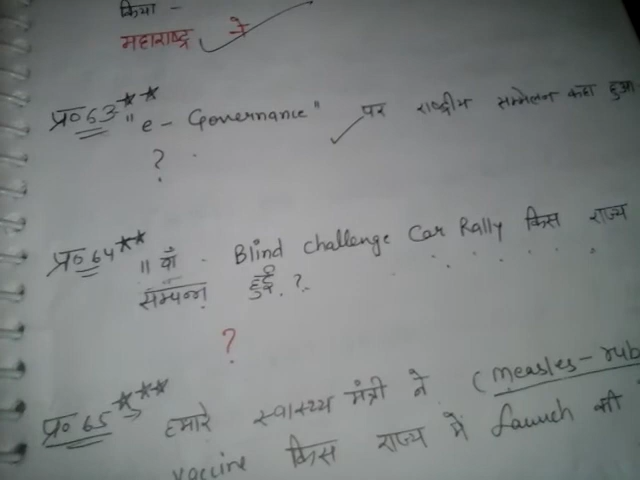 किया -
महाराष्ट्र ने
प्र० 63** "e - Governance" पर राष्ट्रीय सम्मेलन कहा हुआ
?
प्र० 64** 11 वाँ . Blind Challenge Car Rally किस राज्य
सम्पन्न हुई . ?
?
प्र० 65*** हमारे स्वास्थ्य मंत्री ने (measles - rub
vaccine किस राज्य में launch की